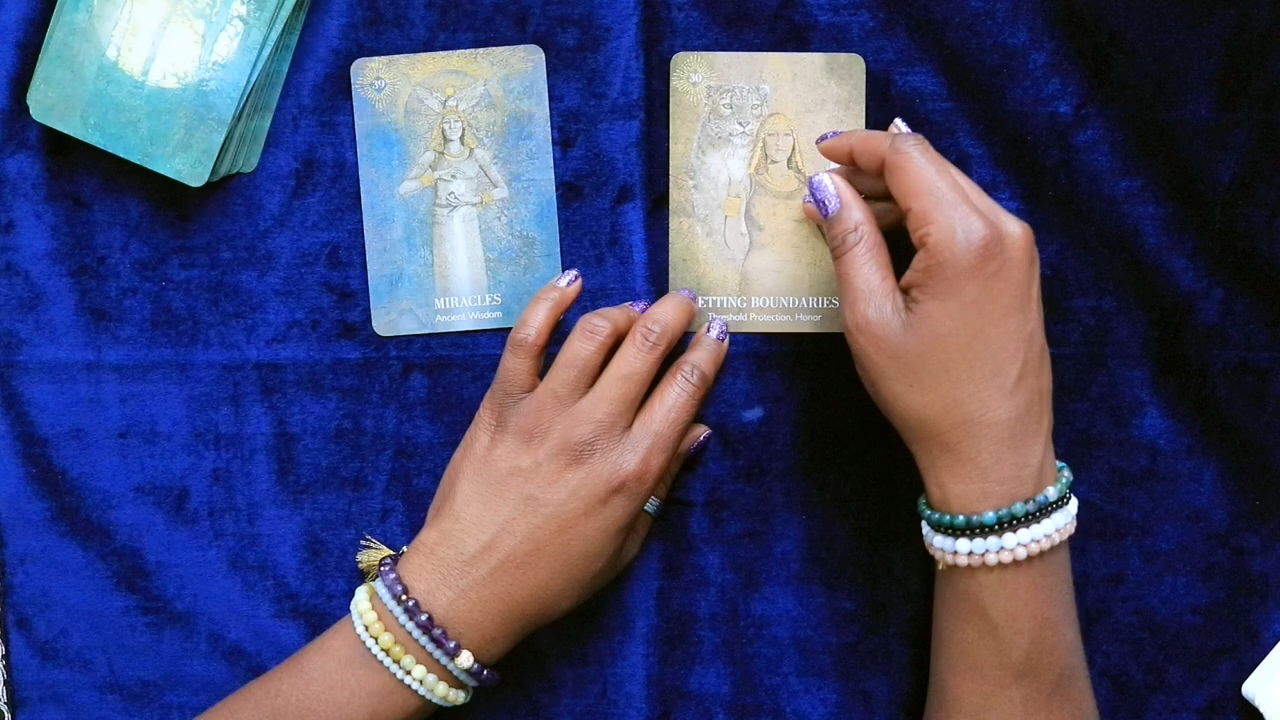 39
MIRACLES
Ancient Wisdom
30
ETTING BOUNDARIES
Threshold Protection, Honor